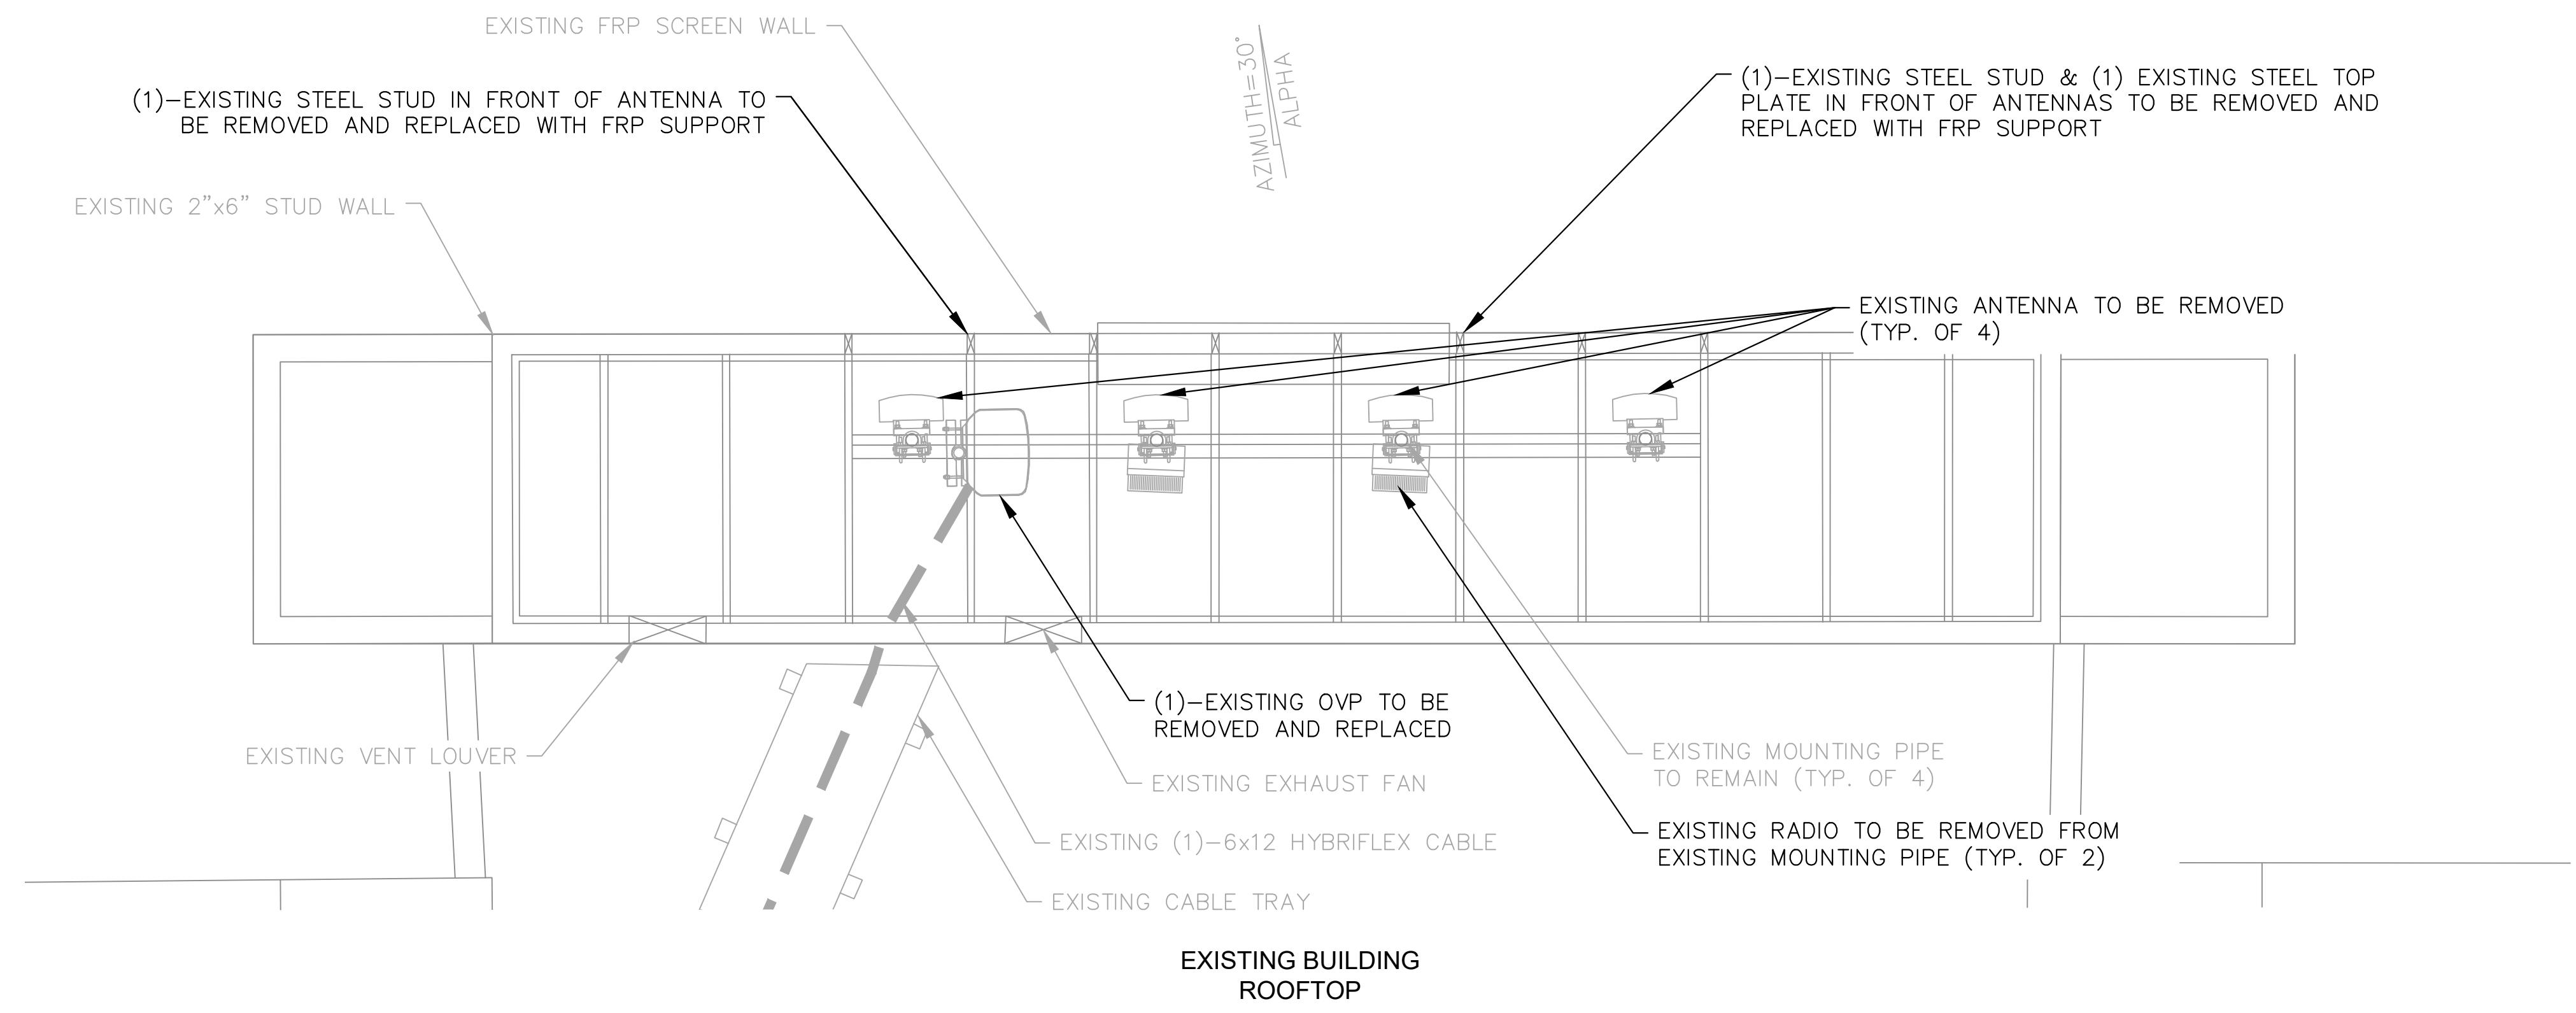 EXISTING FRP SCREEN WALL
AZIMUTH=30°
ALPHA
(1)-EXISTING STEEL STUD IN FRONT OF ANTENNA TO
BE REMOVED AND REPLACED WITH FRP SUPPORT
(1)-EXISTING STEEL STUD & (1) EXISTING STEEL TOP
PLATE IN FRONT OF ANTENNAS TO BE REMOVED AND
REPLACED WITH FRP SUPPORT
EXISTING 2"x6" STUD WALL
EXISTING ANTENNA TO BE REMOVED
(TYP. OF 4)
(1)-EXISTING OVP TO BE
REMOVED AND REPLACED
EXISTING VENT LOUVER
EXISTING EXHAUST FAN
EXISTING MOUNTING PIPE
TO REMAIN (TYP. OF 4)
EXISTING (1)-6x12 HYBRIFLEX CABLE
EXISTING RADIO TO BE REMOVED FROM
EXISTING MOUNTING PIPE (TYP. OF 2)
EXISTING CABLE TRAY
EXISTING BUILDING
ROOFTOP